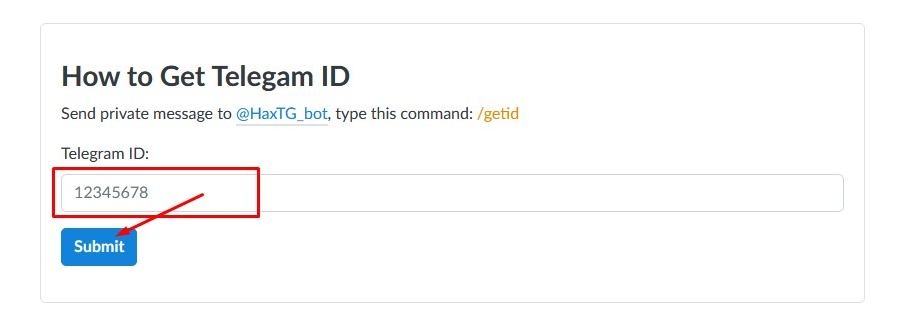 How to Get Telegam ID
Send private message to @HaxTG_bot, type this command: /getid
Telegram ID:
12345678
Submit